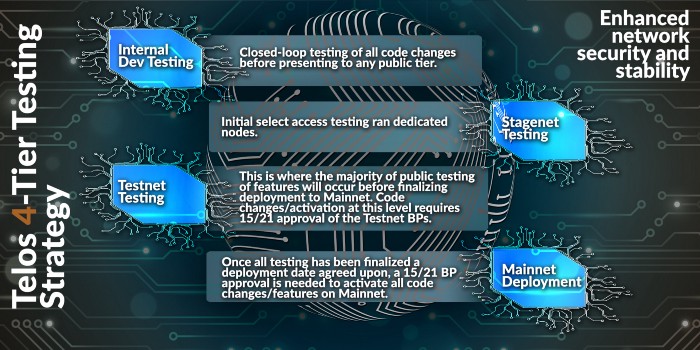 Telos 4-Tier Testing
Strategy
Enhanced
network
security and
stability
Internal
Dev Testing
Closed-loop testing of all code changes
before presenting to any public tier.
Initial select access testing ran dedicated
nodes.
Stagenet
Testing
Testnet
Testing
This is where the majority of public testing
of features will occur before finalizing
deployment to Mainnet. Code
changes/activation at this level requires
15/21 approval of the Testnet BPs.
Once all testing has been finalized a
deployment date agreed upon, a 15/21 BP
approval is needed to activate all code
changes/features on Mainnet.
Mainnet
Deployment